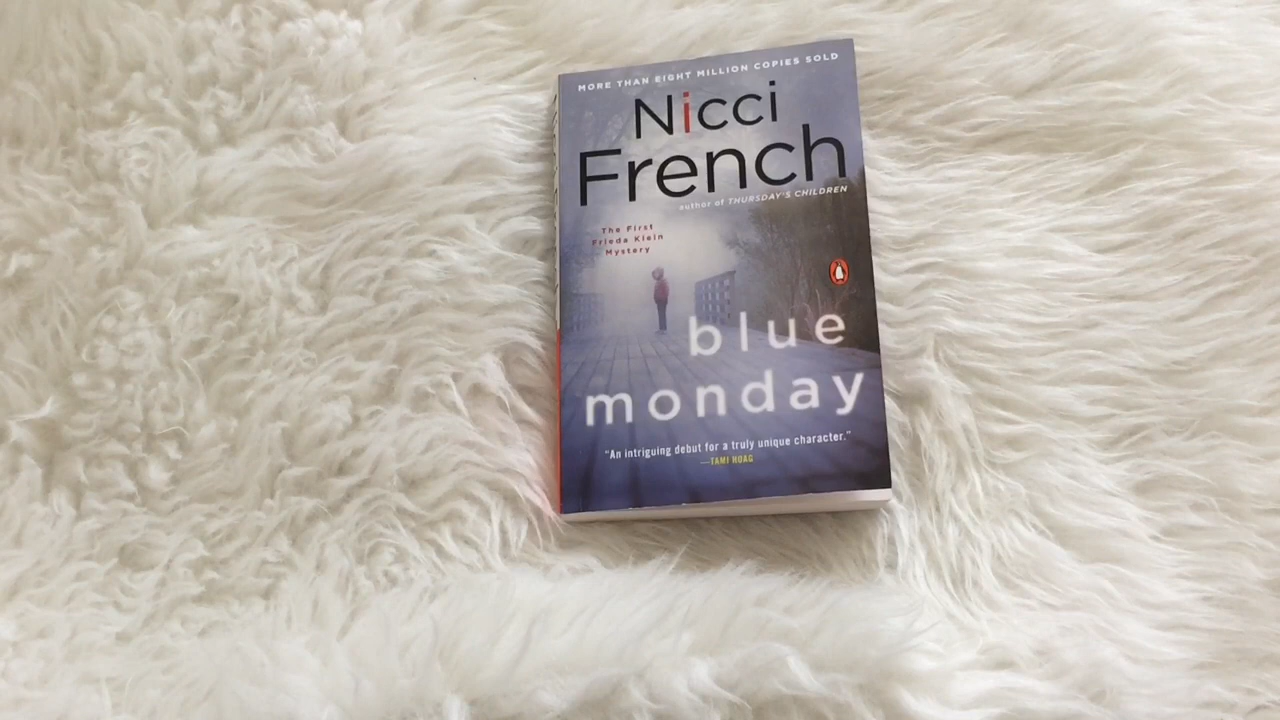 MORE THAN EIGHT MILLION COPIES SOLD
Nicci
French
author of THURSDAY'S CHILDREN
The First
Frieda Klein
Mystery
blue
monday
"An intriguing debut for a truly unique character."
—TAMI HOAG